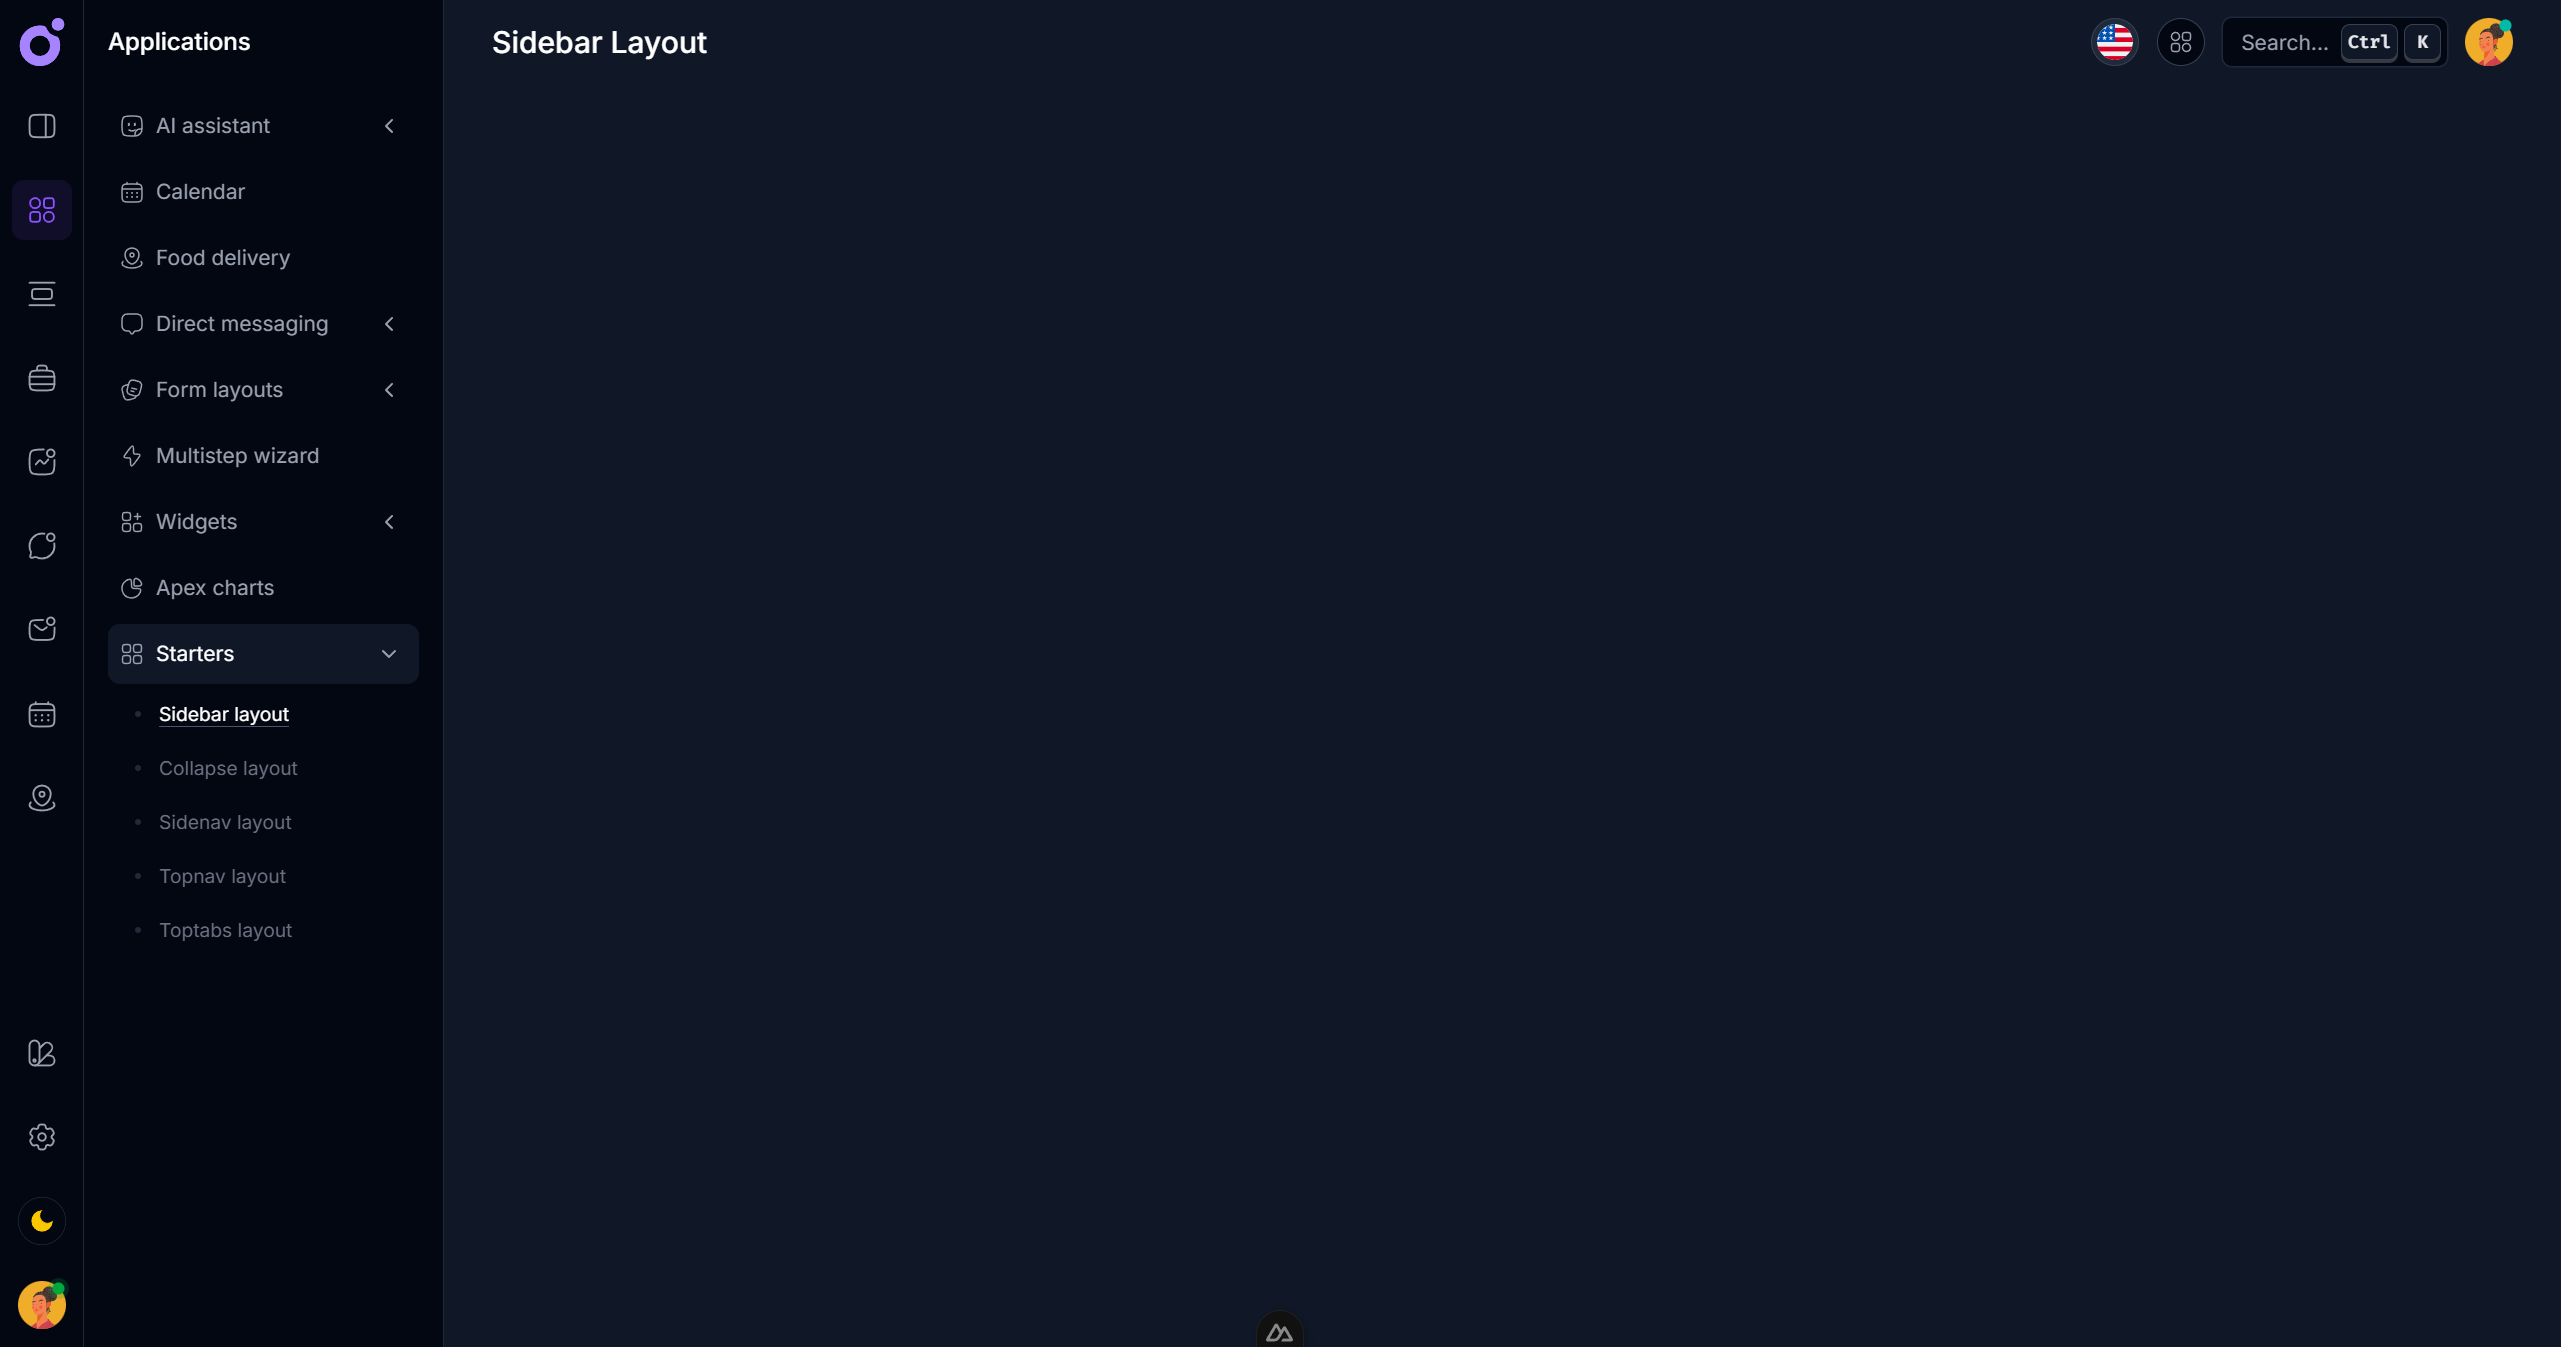 Applications
AI assistant
Calendar
Food delivery
Direct messaging
Form layouts
Multistep wizard
Widgets
Apex charts
Starters
Sidebar layout
Collapse layout
Sidenav layout
Topnav layout
Toptabs layout
Sidebar Layout
Search... Ctrl K